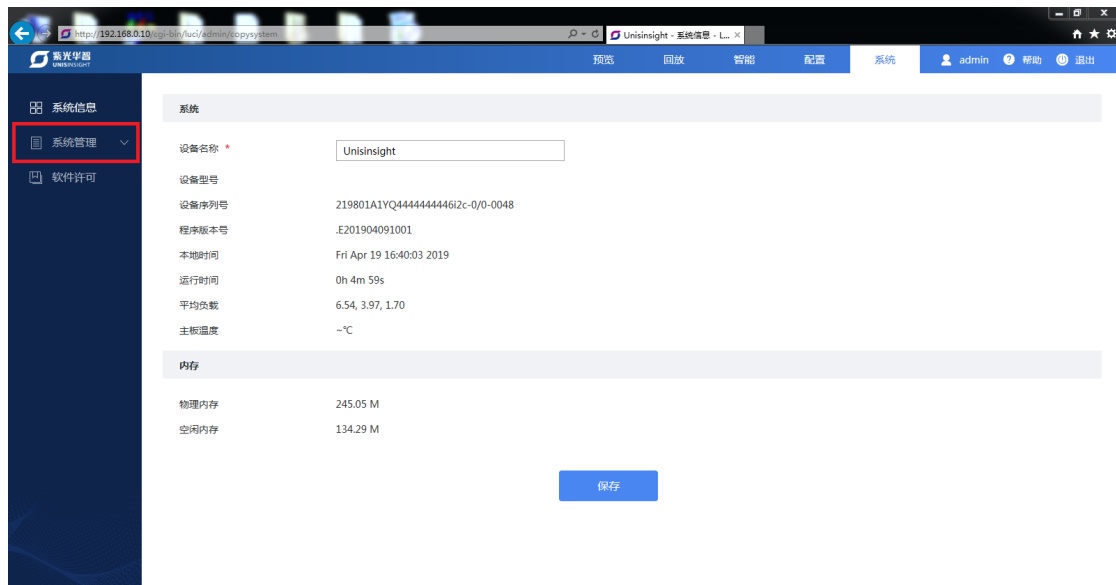 http://192.168.0.10/cgi-bin/luci/admin/copysystem
Unisinsight - 系统信息 - L...
紫光华智
UNISINSIGHT
预览 回放 智能 配置 系统 admin 帮助 退出
系统信息
系统管理
软件许可
系统
设备名称 * Unisinsight
设备型号
设备序列号 219801A1YQ4444444446i2c-0/0-0048
程序版本号 .E201904091001
本地时间 Fri Apr 19 16:40:03 2019
运行时间 0h 4m 59s
平均负载 6.54, 3.97, 1.70
主板温度 ~℃
内存
物理内存 245.05 M
空闲内存 134.29 M
保存